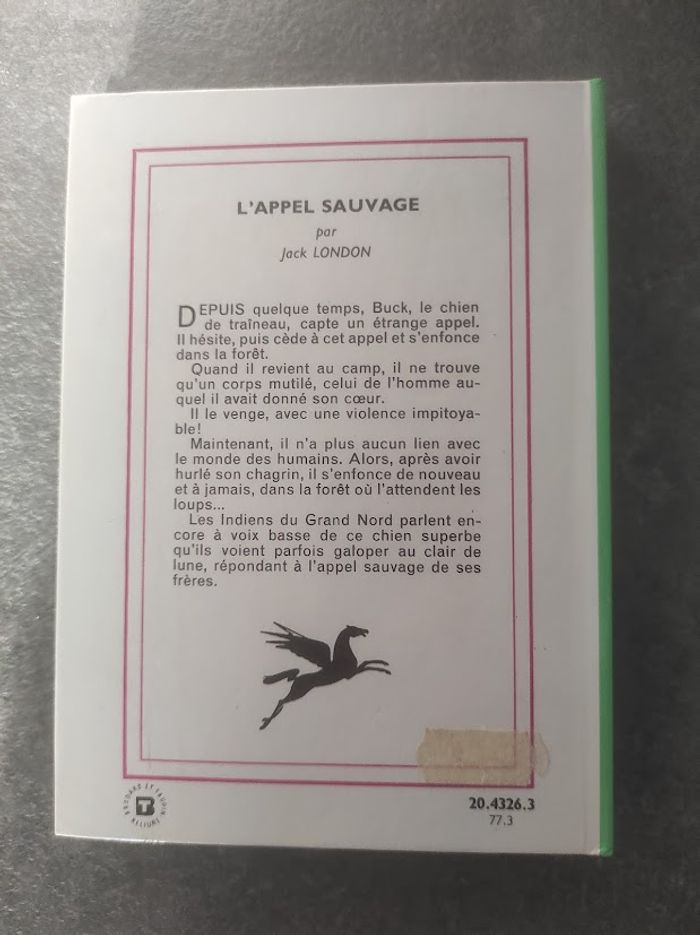 L'APPEL SAUVAGE
par
Jack LONDON
DEPUIS quelque temps, Buck, le chien
de traîneau, capte un étrange appel.
Il hésite, puis cède à cet appel et s'enfonce
dans la forêt.
Quand il revient au camp, il ne trouve
qu'un corps mutilé, celui de l'homme au-
quel il avait donné son cœur.
Il le venge, avec une violence impitoya-
ble!
Maintenant, il n'a plus aucun lien avec
le monde des humains. Alors, après avoir
hurlé son chagrin, il s'enfonce de nouveau
et à jamais, dans la forêt où l'attendent les
loups...
Les Indiens du Grand Nord parlent en-
core à voix basse de ce chien superbe
qu'ils voient parfois galoper au clair de
lune, répondant à l'appel sauvage de ses
frères.
BRODARD ET TAUPIN
RELIURE
20.4326.3
77.3